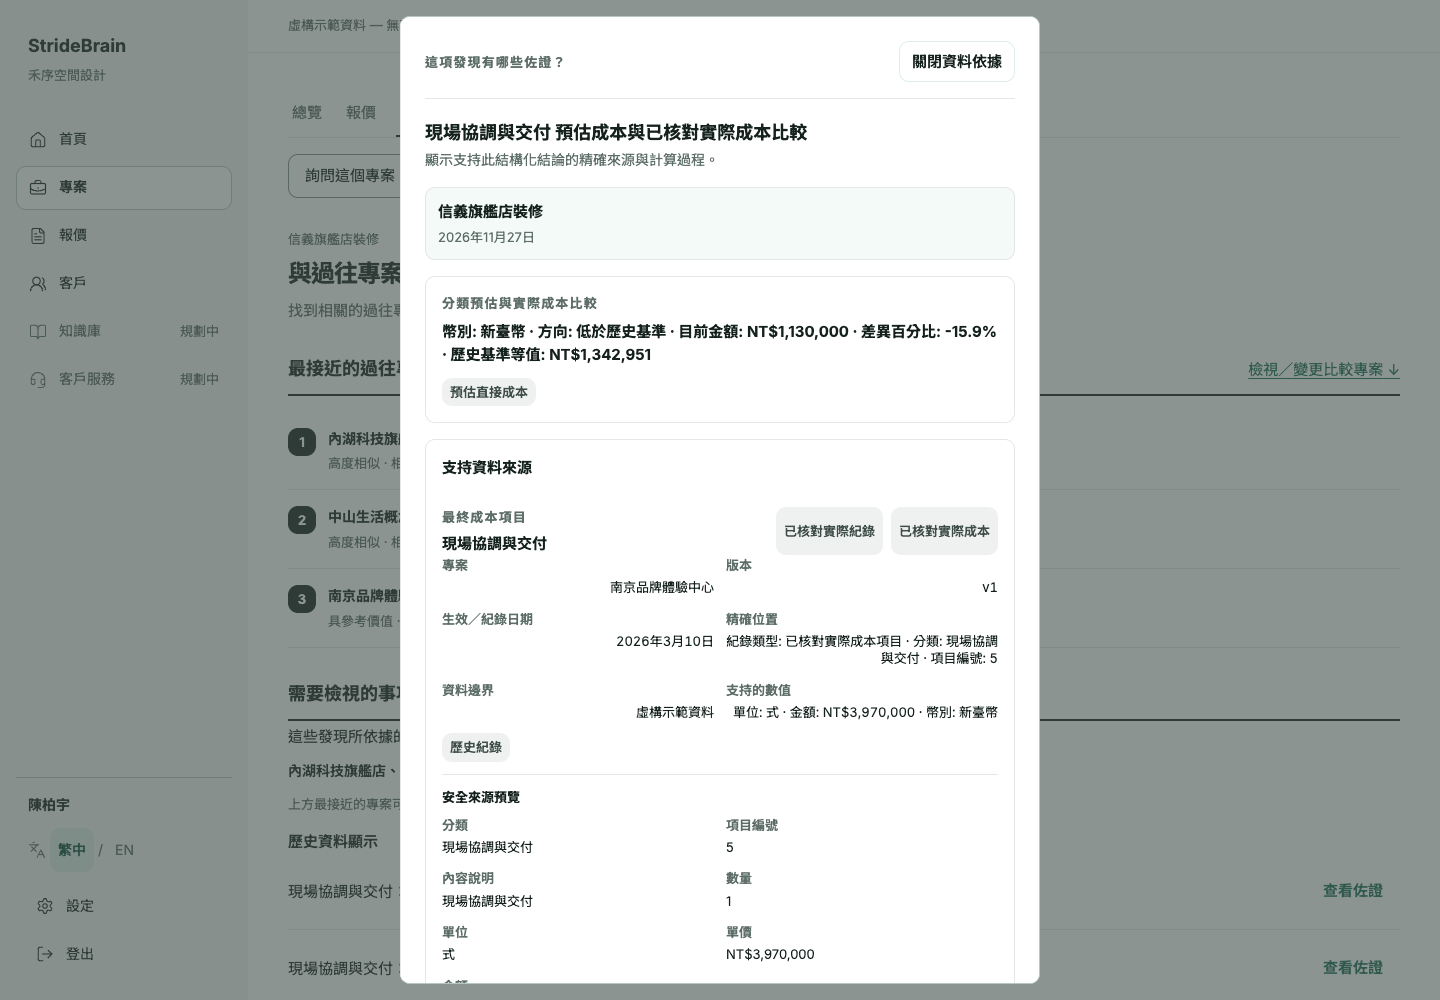 StrideBrain
禾序空間設計
首頁
專案
報價
客戶
知識庫 規劃中
客戶服務 規劃中
陳柏宇
繁中 / EN
設定
登出
虛構示範資料 — 無
總覽 報價
詢問這個專案
信義旗艦店裝修
與過往專案
找到相關的過往專
最接近的過往專
檢視／變更比較專案 ↓
1 內湖科技旗艦
高度相似 · 相
2 中山生活概念
高度相似 · 相
3 南京品牌體驗
具參考價值 ·
需要檢視的事項
這些發現所依據的
內湖科技旗艦店、
上方最接近的專案可
歷史資料顯示
現場協調與交付
查看佐證
現場協調與交付
查看佐證
這項發現有哪些佐證？
關閉資料依據
現場協調與交付 預估成本與已核對實際成本比較
顯示支持此結構化結論的精確來源與計算過程。
信義旗艦店裝修
2026年11月27日
分類預估與實際成本比較
幣別: 新臺幣 · 方向: 低於歷史基準 · 目前金額: NT$1,130,000 · 差異百分比: -15.9%
· 歷史基準等值: NT$1,342,951
預估直接成本
支持資料來源
最終成本項目
現場協調與交付
已核對實際紀錄 已核對實際成本
專案
南京品牌體驗中心
版本
v1
生效／紀錄日期
2026年3月10日
精確位置
紀錄類型: 已核對實際成本項目 · 分類: 現場協調
與交付 · 項目編號: 5
資料邊界
虛構示範資料
支持的數值
單位: 式 · 金額: NT$3,970,000 · 幣別: 新臺幣
歷史紀錄
安全來源預覽
分類
現場協調與交付
項目編號
5
內容說明
現場協調與交付
數量
1
單位
式
單價
NT$3,970,000